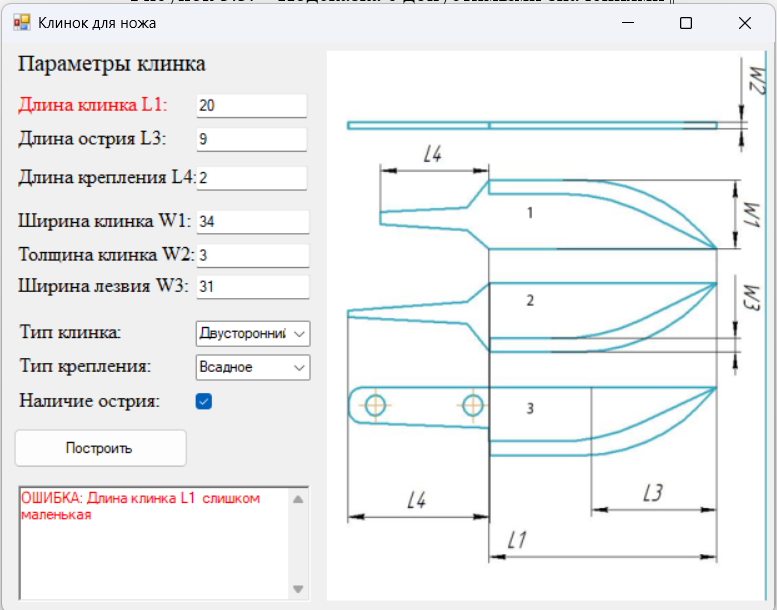 Клинок для ножа
Параметры клинка
Длина клинка L1: 20
Длина острия L3: 9
Длина крепления L4: 2
Ширина клинка W1: 34
Толщина клинка W2: 3
Ширина лезвия W3: 31
Тип клинка: Двусторонний
Тип крепления: Всадное
Наличие острия:
Построить
ОШИБКА: Длина клинка L1 слишком
маленькая
W2
L4
1
W1
2
W3
3
L4
L3
L1